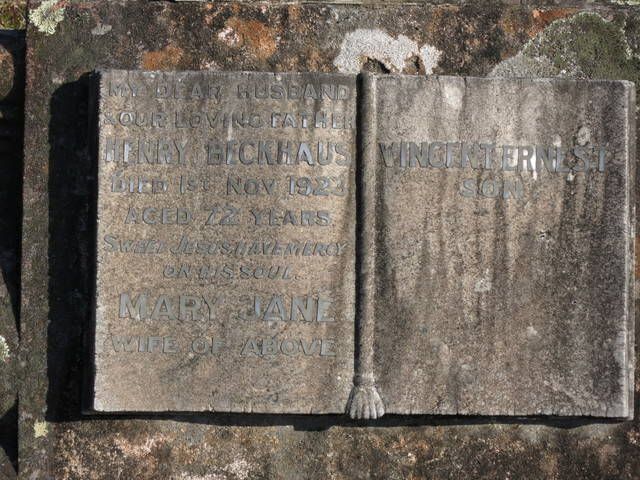 MY DEAR HUSBAND
& OUR LOVING FATHER
HENRY BECKHAUS
DIED 1ST NOV 1923
AGED 72 YEARS.
SWEET JESUS HAVE MERCY
ON HIS SOUL.
MARY JANE
WIFE OF ABOVE
VINCENT ERNEST
SON